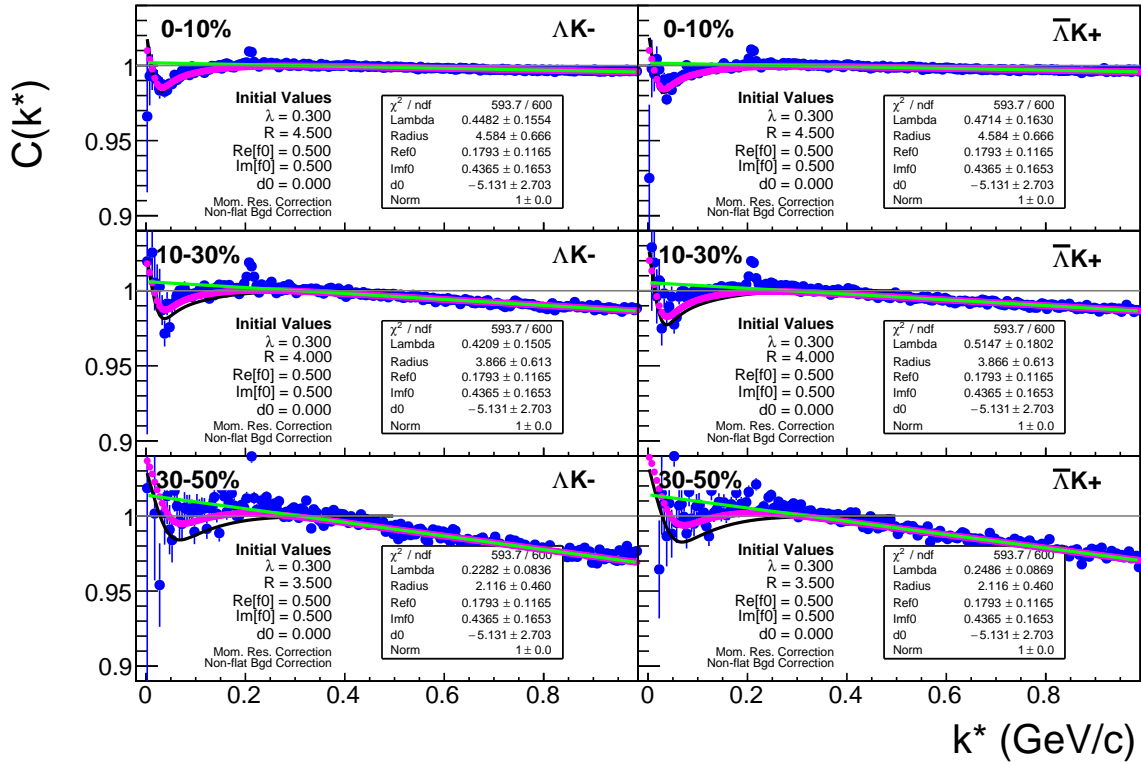 C(k*)
0-10%
ΛK-
1
0.95
0.9
Initial Values
λ = 0.300
R = 4.500
Re[f0] = 0.500
Im[f0] = 0.500
d0 = 0.000
Mom. Res. Correction
Non-flat Bgd Correction
χ² / ndf 593.7 / 600
Lambda 0.4482 ± 0.1554
Radius 4.584 ± 0.666
Ref0 0.1793 ± 0.1165
Imf0 0.4365 ± 0.1653
d0 −5.131 ± 2.703
Norm 1 ± 0.0
0-10%
Λ̅K+
Initial Values
λ = 0.300
R = 4.500
Re[f0] = 0.500
Im[f0] = 0.500
d0 = 0.000
Mom. Res. Correction
Non-flat Bgd Correction
χ² / ndf 593.7 / 600
Lambda 0.4714 ± 0.1630
Radius 4.584 ± 0.666
Ref0 0.1793 ± 0.1165
Imf0 0.4365 ± 0.1653
d0 −5.131 ± 2.703
Norm 1 ± 0.0
10-30%
ΛK-
1
0.95
0.9
Initial Values
λ = 0.300
R = 4.000
Re[f0] = 0.500
Im[f0] = 0.500
d0 = 0.000
Mom. Res. Correction
Non-flat Bgd Correction
χ² / ndf 593.7 / 600
Lambda 0.4209 ± 0.1505
Radius 3.866 ± 0.613
Ref0 0.1793 ± 0.1165
Imf0 0.4365 ± 0.1653
d0 −5.131 ± 2.703
Norm 1 ± 0.0
10-30%
Λ̅K+
Initial Values
λ = 0.300
R = 4.000
Re[f0] = 0.500
Im[f0] = 0.500
d0 = 0.000
Mom. Res. Correction
Non-flat Bgd Correction
χ² / ndf 593.7 / 600
Lambda 0.5147 ± 0.1802
Radius 3.866 ± 0.613
Ref0 0.1793 ± 0.1165
Imf0 0.4365 ± 0.1653
d0 −5.131 ± 2.703
Norm 1 ± 0.0
30-50%
ΛK-
1
0.95
0.9
Initial Values
λ = 0.300
R = 3.500
Re[f0] = 0.500
Im[f0] = 0.500
d0 = 0.000
Mom. Res. Correction
Non-flat Bgd Correction
χ² / ndf 593.7 / 600
Lambda 0.2282 ± 0.0836
Radius 2.116 ± 0.460
Ref0 0.1793 ± 0.1165
Imf0 0.4365 ± 0.1653
d0 −5.131 ± 2.703
Norm 1 ± 0.0
30-50%
Λ̅K+
Initial Values
λ = 0.300
R = 3.500
Re[f0] = 0.500
Im[f0] = 0.500
d0 = 0.000
Mom. Res. Correction
Non-flat Bgd Correction
χ² / ndf 593.7 / 600
Lambda 0.2486 ± 0.0869
Radius 2.116 ± 0.460
Ref0 0.1793 ± 0.1165
Imf0 0.4365 ± 0.1653
d0 −5.131 ± 2.703
Norm 1 ± 0.0
0 0.2 0.4 0.6 0.8
0 0.2 0.4 0.6 0.8
k* (GeV/c)